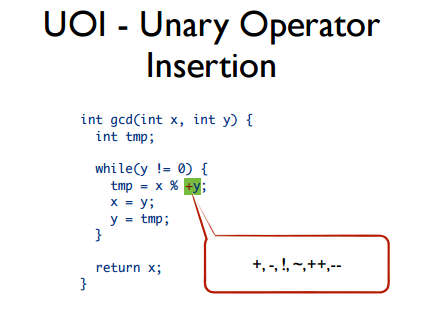 UOI - Unary Operator
Insertion
int gcd(int x, int y) {
int tmp;
while(y != 0) {
tmp = x % +y;
x = y;
y = tmp;
}
return x;
}
+, -, !, ~, ++, --